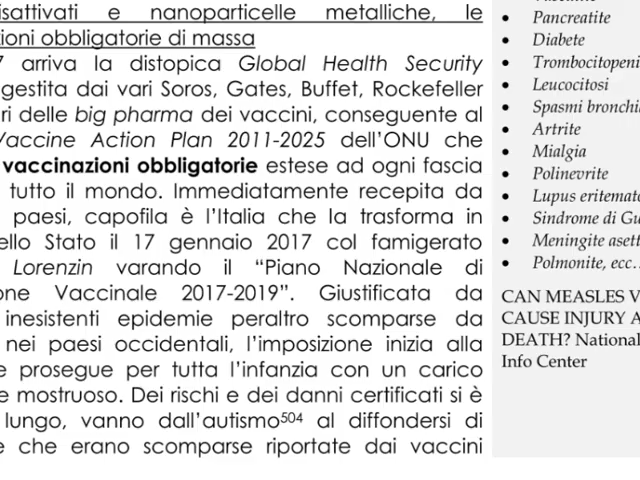 isattivati e nanoparticelle metalliche, le
zioni obbligatorie di massa
7 arriva la distopica Global Health Security
gestita dai vari Soros, Gates, Buffet, Rockefeller
ri delle big pharma dei vaccini, conseguente al
Vaccine Action Plan 2011-2025 dell'ONU che
vaccinazioni obbligatorie estese ad ogni fascia
tutto il mondo. Immediatamente recepita da
paesi, capofila è l'Italia che la trasforma in
ello Stato il 17 gennaio 2017 col famigerato
Lorenzin varando il "Piano Nazionale di
one Vaccinale 2017-2019". Giustificata da
inesistenti epidemie peraltro scomparse da
nei paesi occidentali, l'imposizione inizia alla
e prosegue per tutta l'infanzia con un carico
e mostruoso. Dei rischi e dei danni certificati si è
lungo, vanno dall'autismo504 al diffondersi di
e che erano scomparse riportate dai vaccini
• Pancreatite
• Diabete
• Trombocitopeni
• Leucocitosi
• Spasmi bronchia
• Artrite
• Mialgia
• Polinevrite
• Lupus eritemato
• Sindrome di Gu
• Meningite asett
• Polmonite, ecc…
CAN MEASLES V
CAUSE INJURY A
DEATH? National
Info Center